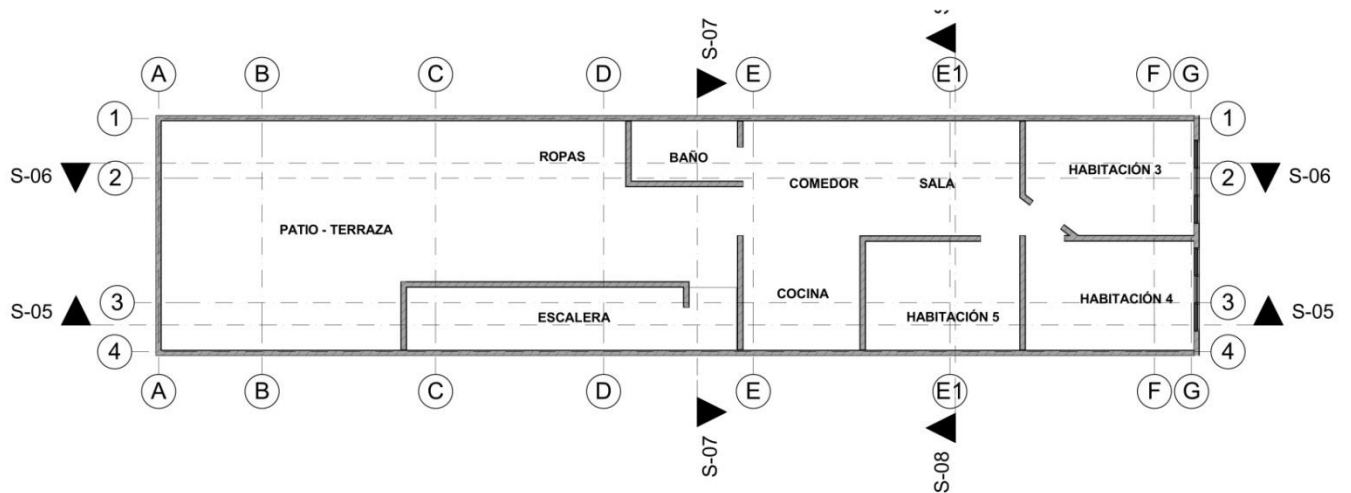 S-07
A B C D E E1 F G
1 1
ROPAS BAÑO HABITACIÓN 3
S-06 2 COMEDOR SALA 2 S-06
PATIO - TERRAZA
S-05 3 COCINA HABITACIÓN 4 3 S-05
ESCALERA HABITACIÓN 5
4 4
A B C D E E1 F G
S-07 S-08